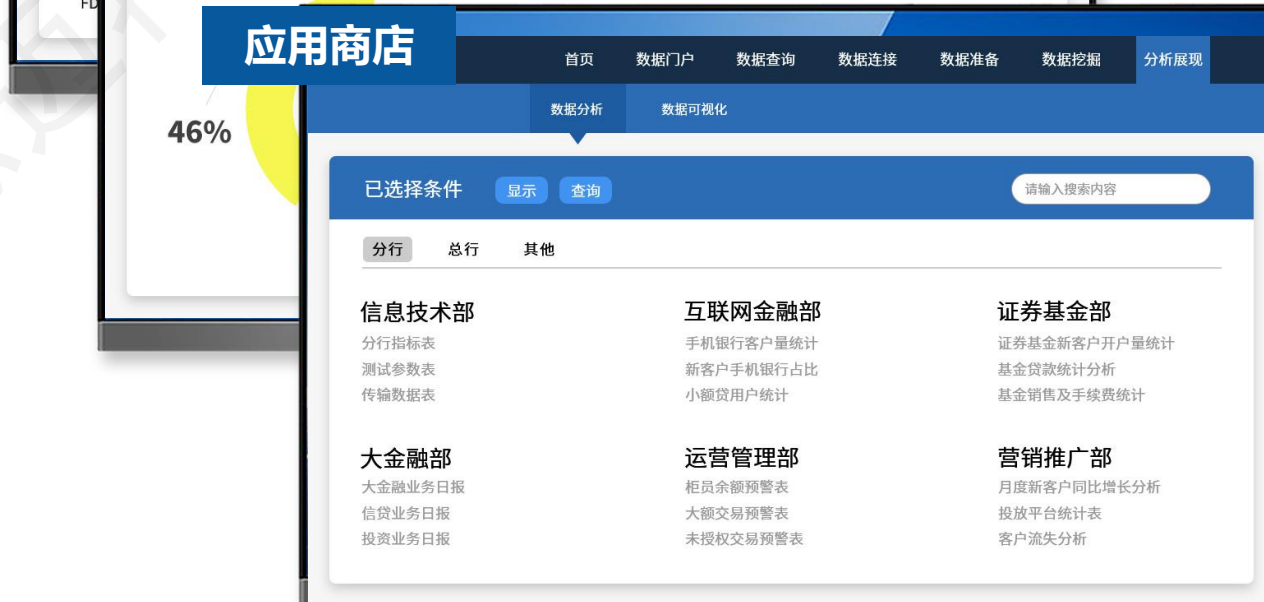 FD
应用商店
首页 数据门户 数据查询 数据连接 数据准备 数据挖掘 分析展现
数据分析 数据可视化
46%
已选择条件 显示 查询 请输入搜索内容
分行 总行 其他
信息技术部 互联网金融部 证券基金部
分行指标表 手机银行客户量统计 证券基金新客户开户量统计
测试参数表 新客户手机银行占比 基金贷款统计分析
传输数据表 小额贷用户统计 基金销售及手续费统计
大金融部 运营管理部 营销推广部
大金融业务日报 柜员余额预警表 月度新客户同比增长分析
信贷业务日报 大额交易预警表 投放平台统计表
投资业务日报 未授权交易预警表 客户流失分析